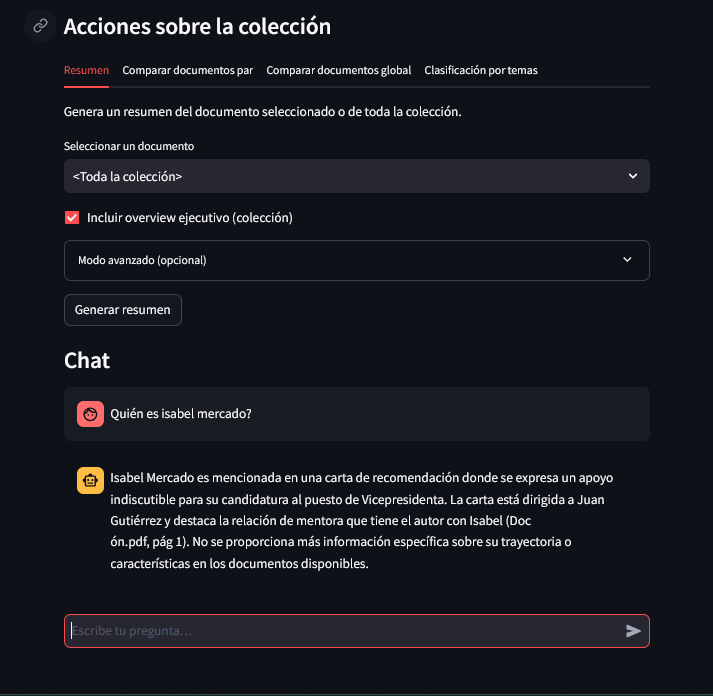 Acciones sobre la colección
Resumen Comparar documentos par Comparar documentos global Clasificación por temas
Genera un resumen del documento seleccionado o de toda la colección.
Seleccionar un documento
<Toda la colección>
Incluir overview ejecutivo (colección)
Modo avanzado (opcional)
Generar resumen
Chat
Quién es isabel mercado?
Isabel Mercado es mencionada en una carta de recomendación donde se expresa un apoyo
indiscutible para su candidatura al puesto de Vicepresidenta. La carta está dirigida a Juan
Gutiérrez y destaca la relación de mentora que tiene el autor con Isabel (Doc
ón.pdf, pág 1). No se proporciona más información específica sobre su trayectoria o
características en los documentos disponibles.
Escribe tu pregunta...